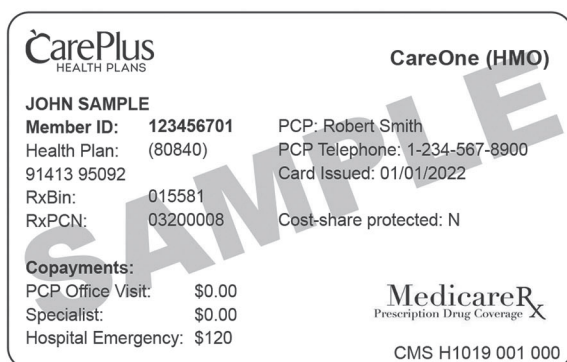 CarePlus
HEALTH PLANS
CareOne (HMO)
JOHN SAMPLE
Member ID: 123456701
PCP: Robert Smith
Health Plan: (80840)
PCP Telephone: 1-234-567-8900
91413 95092
Card Issued: 01/01/2022
RxBin: 015581
RxPCN: 03200008
Cost-share protected: N
Copayments:
PCP Office Visit: $0.00
Specialist: $0.00
Hospital Emergency: $120
MedicareRx
Prescription Drug Coverage
CMS H1019 001 000
SAMPLE